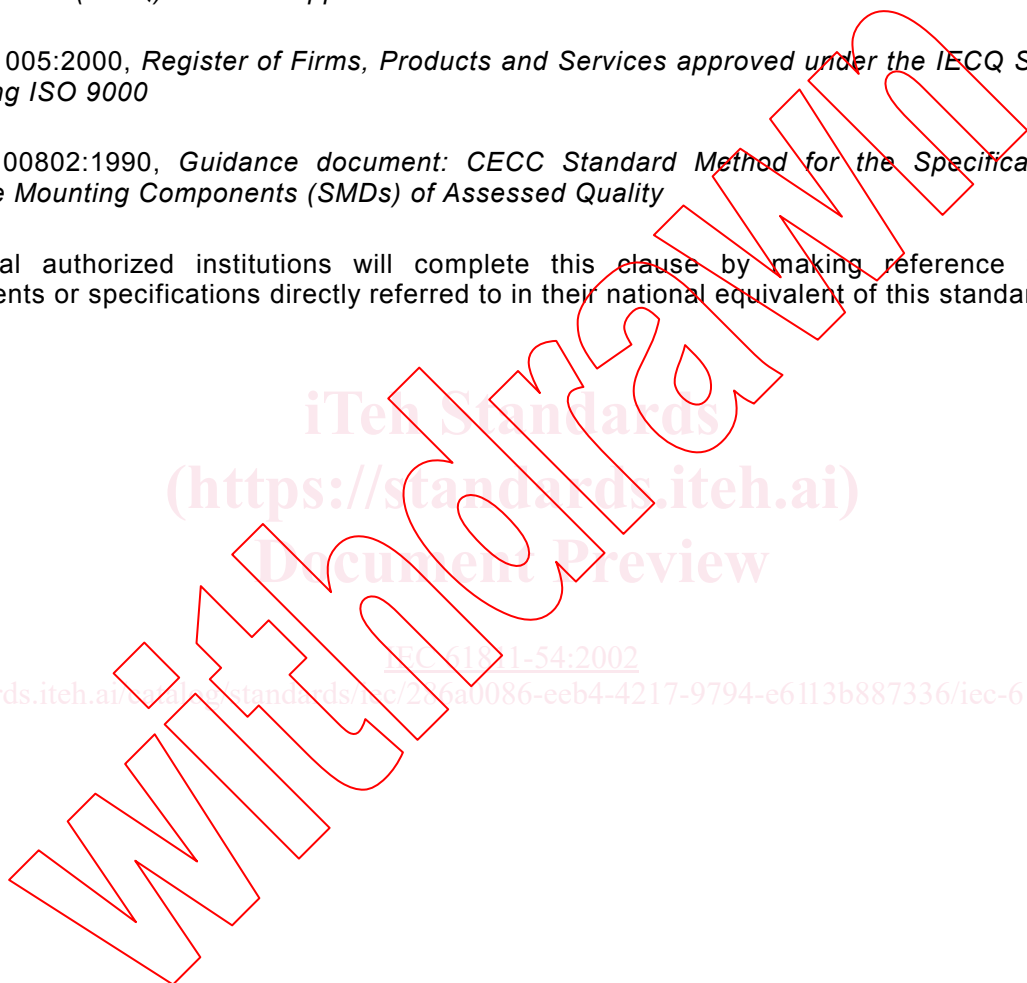 005:2000, Register of Firms, Products and Services approved under the IECQ S
ng ISO 9000
00802:1990, Guidance document: CECC Standard Method for the Specifica
e Mounting Components (SMDs) of Assessed Quality
al authorized institutions will complete this clause by making reference
ents or specifications directly referred to in their national equivalent of this standar
iTeh Standards
(https://standards.iteh.ai)
Document Preview
IEC 61811-54:2002
rds.iteh.ai/catalog/standards/iec/286a0086-eeb4-4217-9794-e6113b887336/iec-6
withdrawn